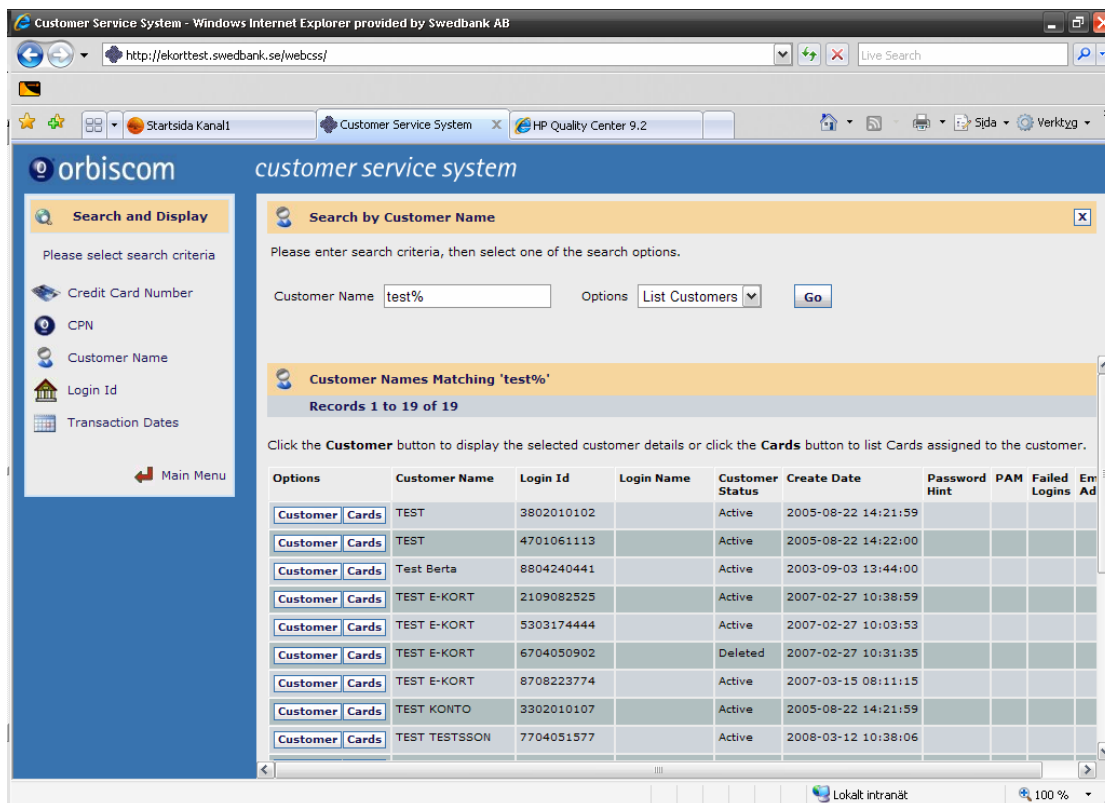 Customer Service System - Windows Internet Explorer provided by Swedbank AB
http://ekorttest.swedbank.se/webcss/
Live Search
Startsida Kanal1
Customer Service System
HP Quality Center 9.2
Sida
Verktyg
orbiscom
customer service system
Search and Display
Please select search criteria
Credit Card Number
CPN
Customer Name
Login Id
Transaction Dates
Main Menu
Search by Customer Name
Please enter search criteria, then select one of the search options.
Customer Name test% Options List Customers Go
Customer Names Matching 'test%'
Records 1 to 19 of 19
Click the Customer button to display the selected customer details or click the Cards button to list Cards assigned to the customer.
Options Customer Name Login Id Login Name Customer Status Create Date Password Hint PAM Failed Logins Em Ad
Customer Cards TEST 3802010102 Active 2005-08-22 14:21:59
Customer Cards TEST 4701061113 Active 2005-08-22 14:22:00
Customer Cards Test Berta 8804240441 Active 2003-09-03 13:44:00
Customer Cards TEST E-KORT 2109082525 Active 2007-02-27 10:38:59
Customer Cards TEST E-KORT 5303174444 Active 2007-02-27 10:03:53
Customer Cards TEST E-KORT 6704050902 Deleted 2007-02-27 10:31:35
Customer Cards TEST E-KORT 8708223774 Active 2007-03-15 08:11:15
Customer Cards TEST KONTO 3302010107 Active 2005-08-22 14:21:59
Customer Cards TEST TESTSSON 7704051577 Active 2008-03-12 10:38:06
Lokalt intranät
100 %